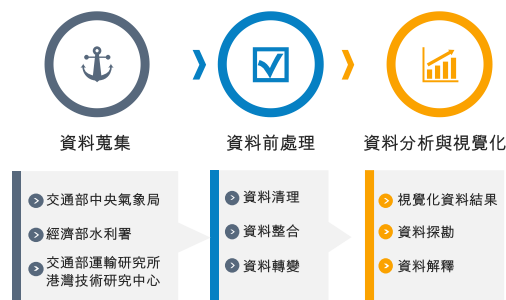 資料蒐集
資料前處理
資料分析與視覺化
交通部中央氣象局
經濟部水利署
交通部運輸研究所
港灣技術研究中心
資料清理
資料整合
資料轉變
視覺化資料結果
資料探勘
資料解釋